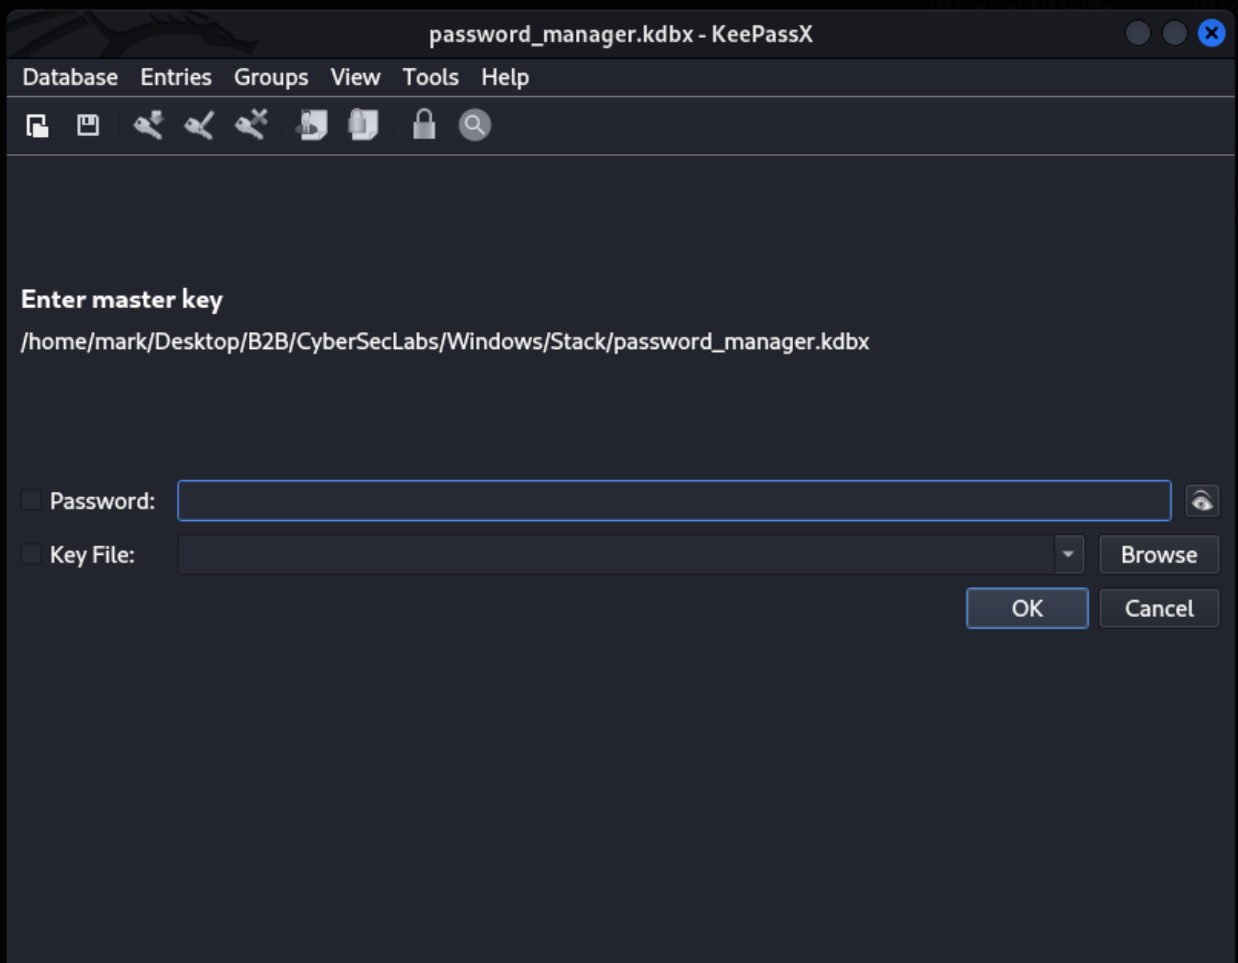 password_manager.kdbx - KeePassX
Database Entries Groups View Tools Help
Enter master key
/home/mark/Desktop/B2B/CyberSecLabs/Windows/Stack/password_manager.kdbx
Password:
Key File: Browse
OK Cancel